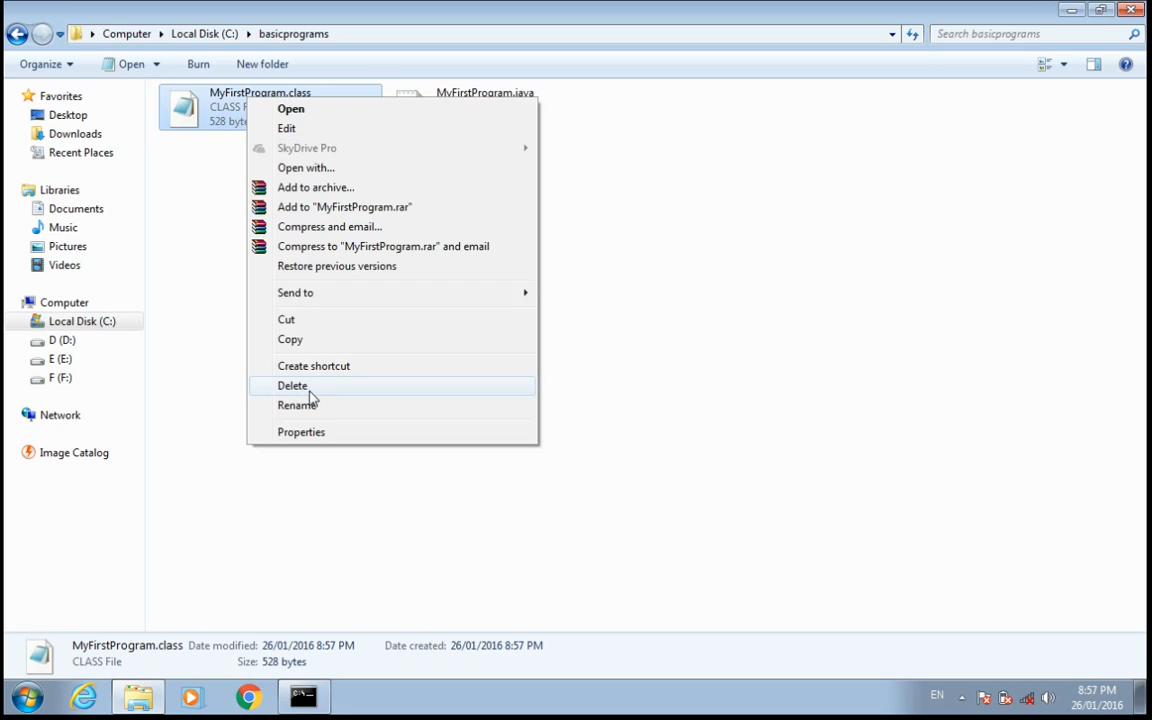 Computer
Local Disk (C:)
basicprograms
Search basicprograms
Organize
Open
Burn
New folder
Favorites
Desktop
Downloads
Recent Places
Libraries
Documents
Music
Pictures
Videos
Computer
Local Disk (C:)
D (D:)
E (E:)
F (F:)
Network
Image Catalog
MyFirstProgram.class
CLASS F
528 byt
MyFirstProgram.java
Open
Edit
SkyDrive Pro
Open with...
Add to archive...
Add to "MyFirstProgram.rar"
Compress and email...
Compress to "MyFirstProgram.rar" and email
Restore previous versions
Send to
Cut
Copy
Create shortcut
Delete
Rename
Properties
MyFirstProgram.class Date modified: 26/01/2016 8:57 PM Date created: 26/01/2016 8:57 PM
CLASS File Size: 528 bytes
EN
8:57 PM
26/01/2016